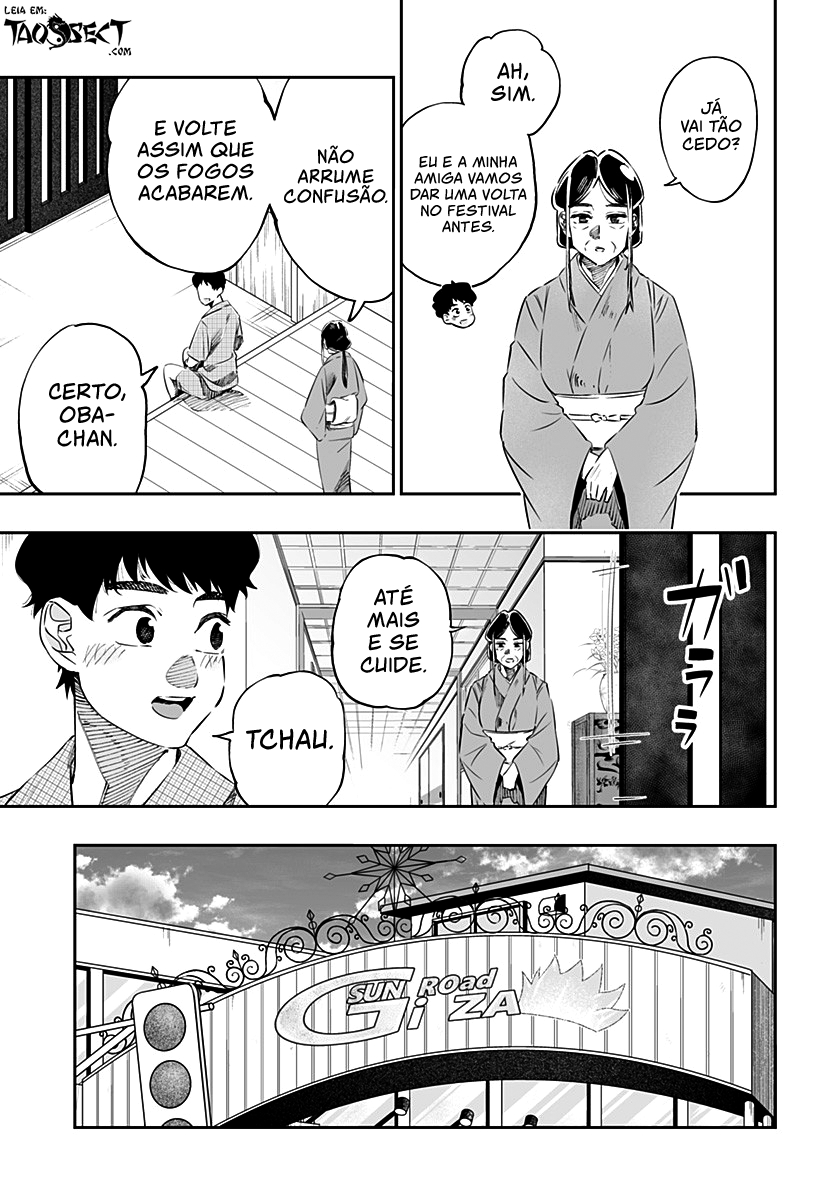 LEIA EM:
TAOSSECT
.COM
JÁ
VAI TÃO
CEDO?
AH,
SIM.
EU E A MINHA
AMIGA VAMOS
DAR UMA VOLTA
NO FESTIVAL
ANTES.
NÃO
ARRUME
CONFUSÃO.
E VOLTE
ASSIM QUE
OS FOGOS
ACABAREM.
CERTO,
OBA-
CHAN.
ガララ
ATÉ
MAIS
E SE
CUIDE.
TCHAU.
SUN ROad
GiZA